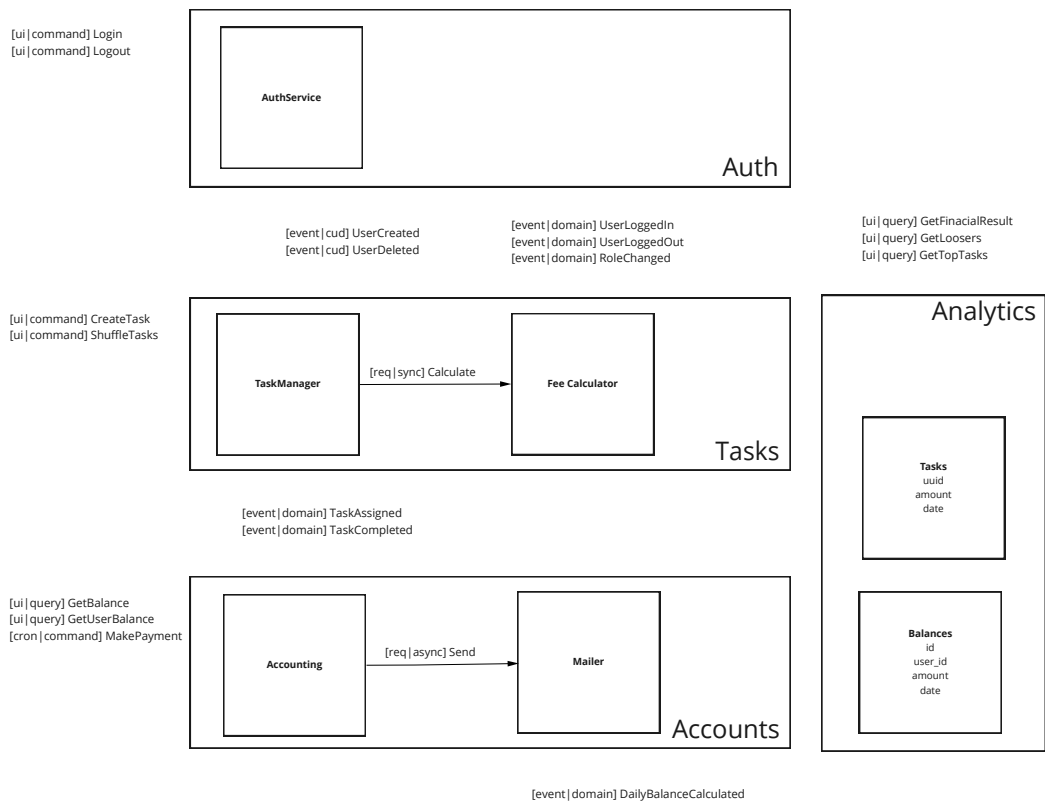 [ui|command] Login
[ui|command] Logout
AuthService
Auth
[event|cud] UserCreated
[event|cud] UserDeleted
[event|domain] UserLoggedIn
[event|domain] UserLoggedOut
[event|domain] RoleChanged
[ui|query] GetFinacialResult
[ui|query] GetLoosers
[ui|query] GetTopTasks
[ui|command] CreateTask
[ui|command] ShuffleTasks
TaskManager
[req|sync] Calculate
Fee Calculator
Tasks
[event|domain] TaskAssigned
[event|domain] TaskCompleted
[ui|query] GetBalance
[ui|query] GetUserBalance
[cron|command] MakePayment
Accounting
[req|async] Send
Mailer
Accounts
Analytics
Tasks
uuid
amount
date
Balances
id
user_id
amount
date
[event|domain] DailyBalanceCalculated